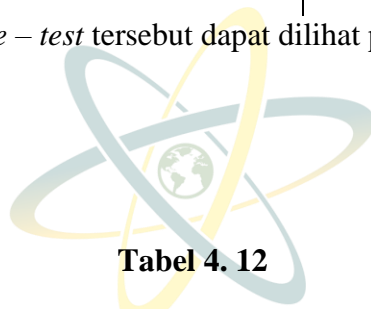 e – test tersebut dapat dilihat p
Tabel 4. 12